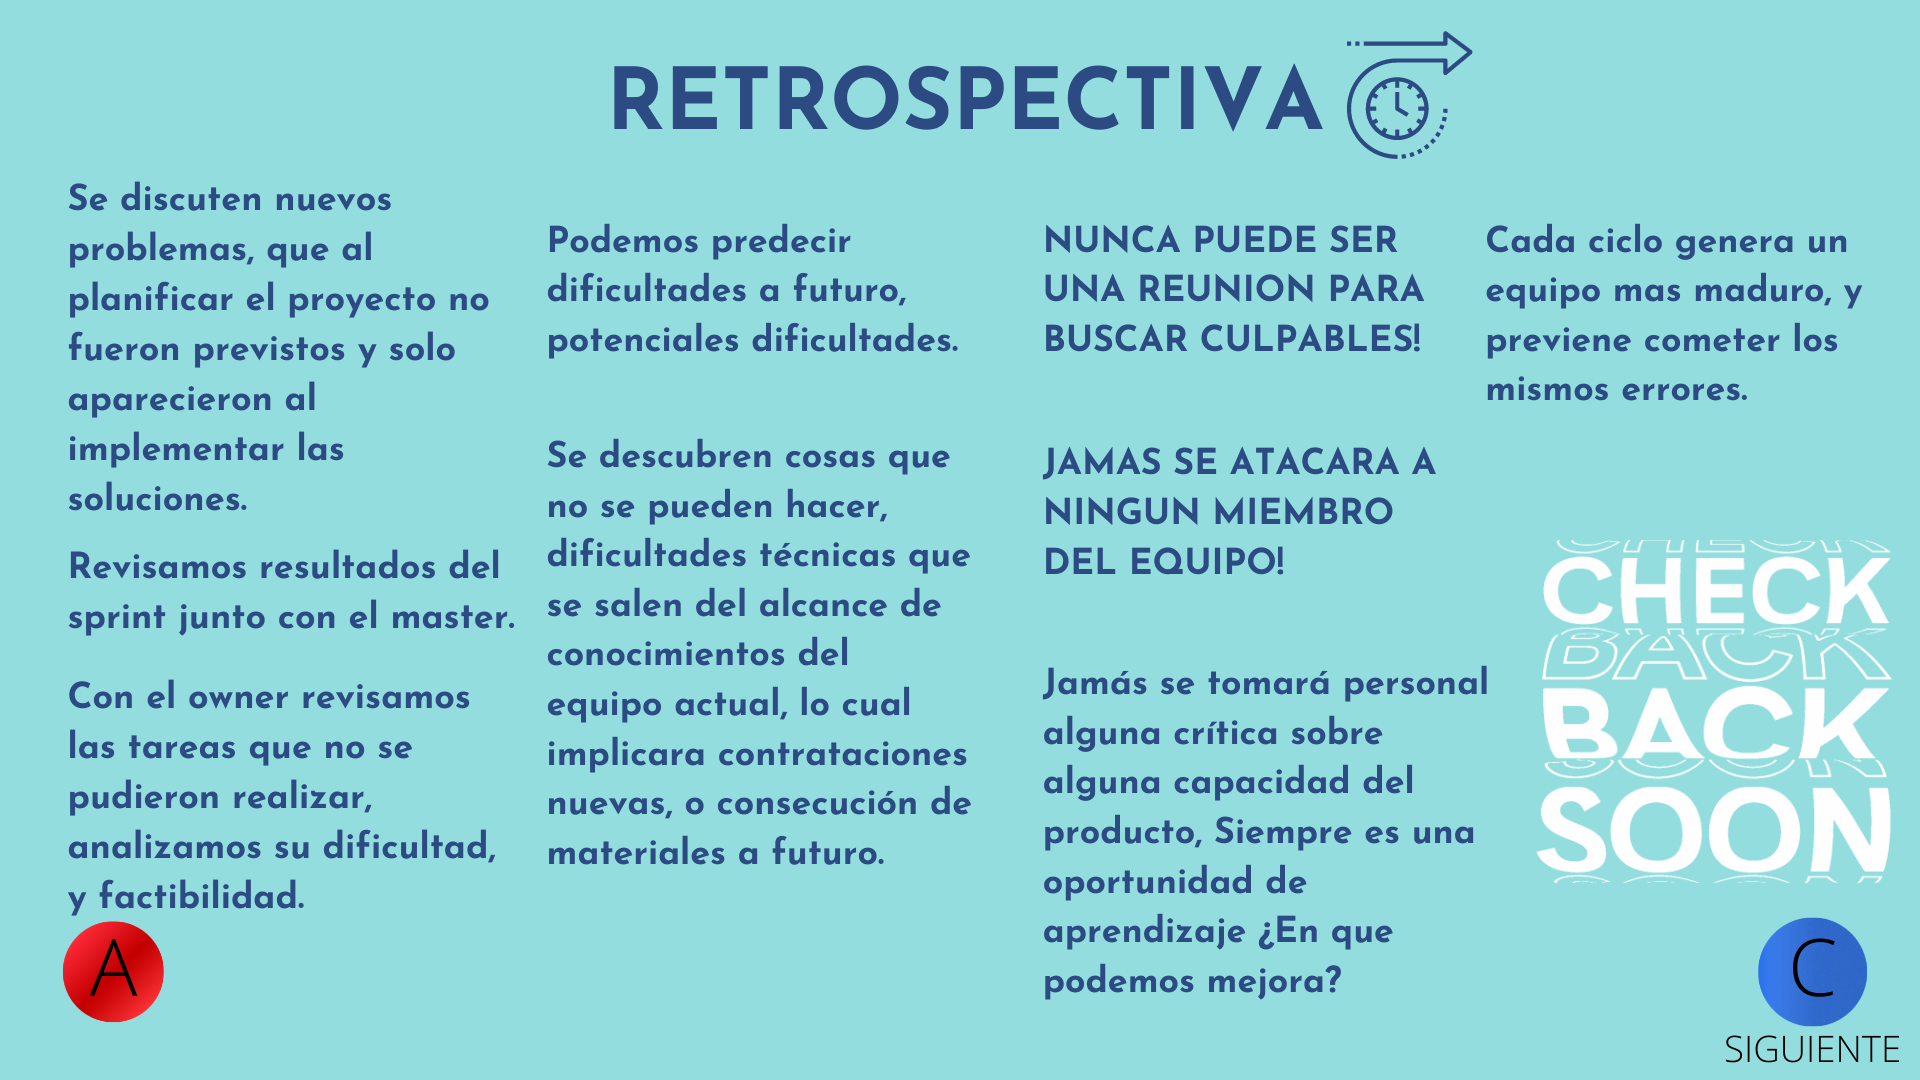 RETROSPECTIVA
Se discuten nuevos
problemas, que al
planificar el proyecto no
fueron previstos y solo
aparecieron al
implementar las
soluciones.
Revisamos resultados del
sprint junto con el master.
Con el owner revisamos
las tareas que no se
pudieron realizar,
analizamos su dificultad,
y factibilidad.
A
Podemos predecir
dificultades a futuro,
potenciales dificultades.
Se descubren cosas que
no se pueden hacer,
dificultades técnicas que
se salen del alcance de
conocimientos del
equipo actual, lo cual
implicara contrataciones
nuevas, o consecución de
materiales a futuro.
NUNCA PUEDE SER
UNA REUNION PARA
BUSCAR CULPABLES!
JAMAS SE ATACARA A
NINGUN MIEMBRO
DEL EQUIPO!
Jamás se tomará personal
alguna crítica sobre
alguna capacidad del
producto, Siempre es una
oportunidad de
aprendizaje ¿En que
podemos mejora?
Cada ciclo genera un
equipo mas maduro, y
previene cometer los
mismos errores.
CHECK
CHECK
BACK
BACK
SOON
SOON
SOON
C
SIGUIENTE